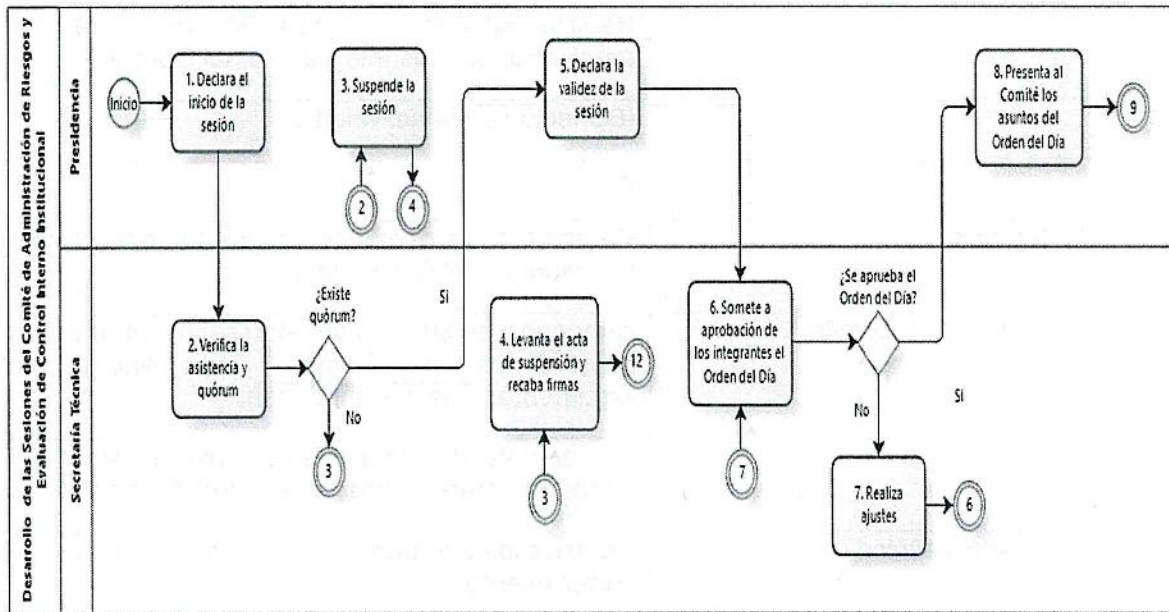 Desarrollo de las Sesiones del Comité de Administración de Riesgos y
Evaluación de Control Interno Institucional
Presidencia
Inicio
1. Declara el
inicio de la
sesión
3. Suspende la
sesión
2
4
5. Declara la
validez de la
sesión
8. Presenta al
Comité los
asuntos del
Orden del Día
9
Secretaría Técnica
2. Verifica la
asistencia y
quórum
¿Existe
quórum?
Si
No
3
4. Levanta el acta
de suspensión y
recaba firmas
12
3
6. Somete a
aprobación de
los integrantes el
Orden del Día
7
¿Se aprueba el
Orden del Día?
No
Si
7. Realiza
ajustes
6